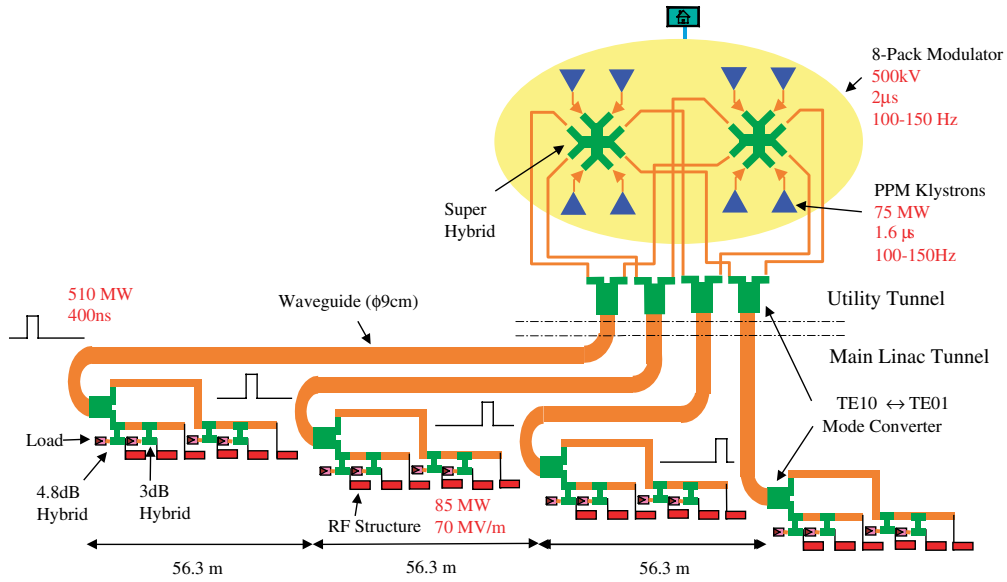 8-Pack Modulator
500kV
2μs
100-150 Hz
PPM Klystrons
75 MW
1.6 μs
100-150Hz
Super
Hybrid
510 MW
400ns
Waveguide (φ9cm)
Utility Tunnel
Main Linac Tunnel
TE10 ↔ TE01
Mode Converter
Load
4.8dB
Hybrid
3dB
Hybrid
RF Structure
85 MW
70 MV/m
56.3 m
56.3 m
56.3 m